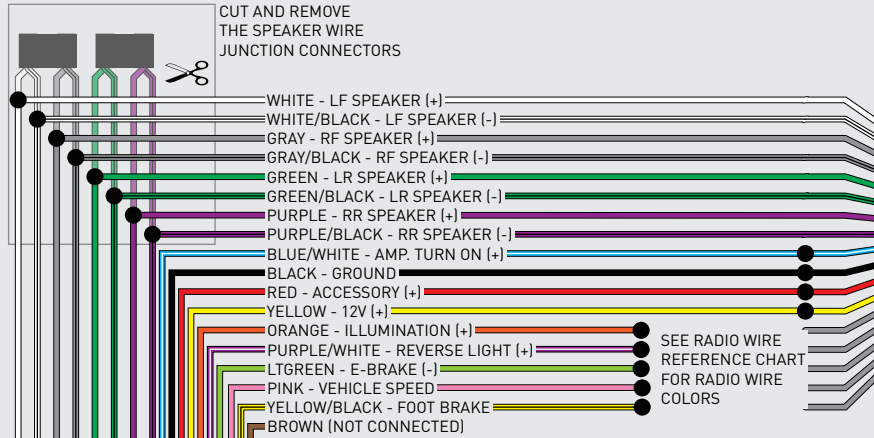 CUT AND REMOVE
THE SPEAKER WIRE
JUNCTION CONNECTORS
WHITE - LF SPEAKER (+)
WHITE/BLACK - LF SPEAKER (-)
GRAY - RF SPEAKER (+)
GRAY/BLACK - RF SPEAKER (-)
GREEN - LR SPEAKER (+)
GREEN/BLACK - LR SPEAKER (-)
PURPLE - RR SPEAKER (+)
PURPLE/BLACK - RR SPEAKER (-)
BLUE/WHITE - AMP. TURN ON (+)
BLACK - GROUND
RED - ACCESSORY (+)
YELLOW - 12V (+)
ORANGE - ILLUMINATION (+)
PURPLE/WHITE - REVERSE LIGHT (+)
LTGREEN - E-BRAKE (-)
PINK - VEHICLE SPEED
YELLOW/BLACK - FOOT BRAKE
BROWN (NOT CONNECTED)
SEE RADIO WIRE
REFERENCE CHART
FOR RADIO WIRE
COLORS